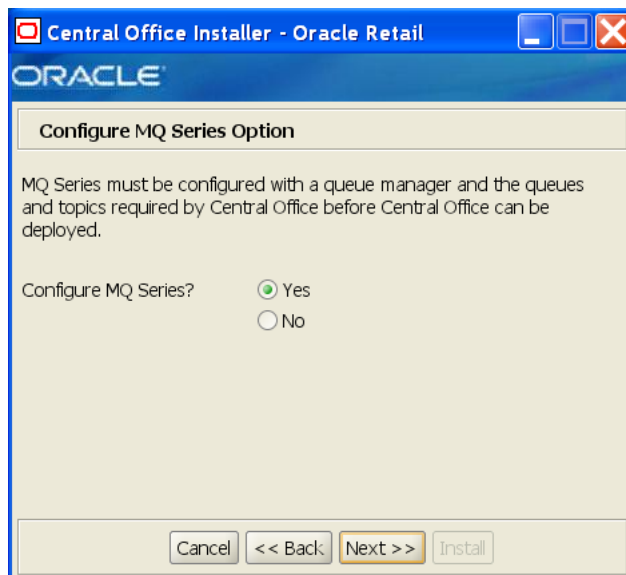 Central Office Installer - Oracle Retail
ORACLE
Configure MQ Series Option
MQ Series must be configured with a queue manager and the queues
and topics required by Central Office before Central Office can be
deployed.
Configure MQ Series?
Yes
No
Cancel
<< Back
Next >>
Install